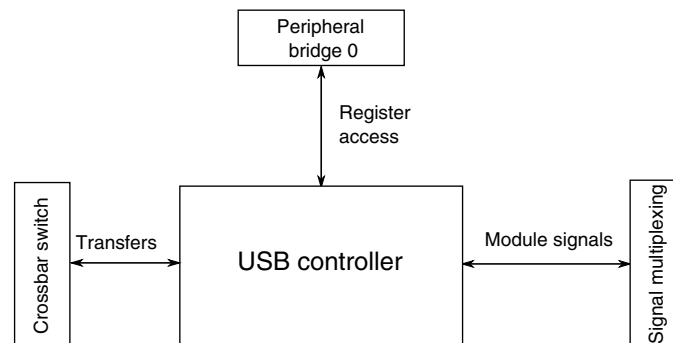 Peripheral
bridge 0
Register
access
Crossbar switch
Transfers
USB controller
Module signals
Signal multiplexing